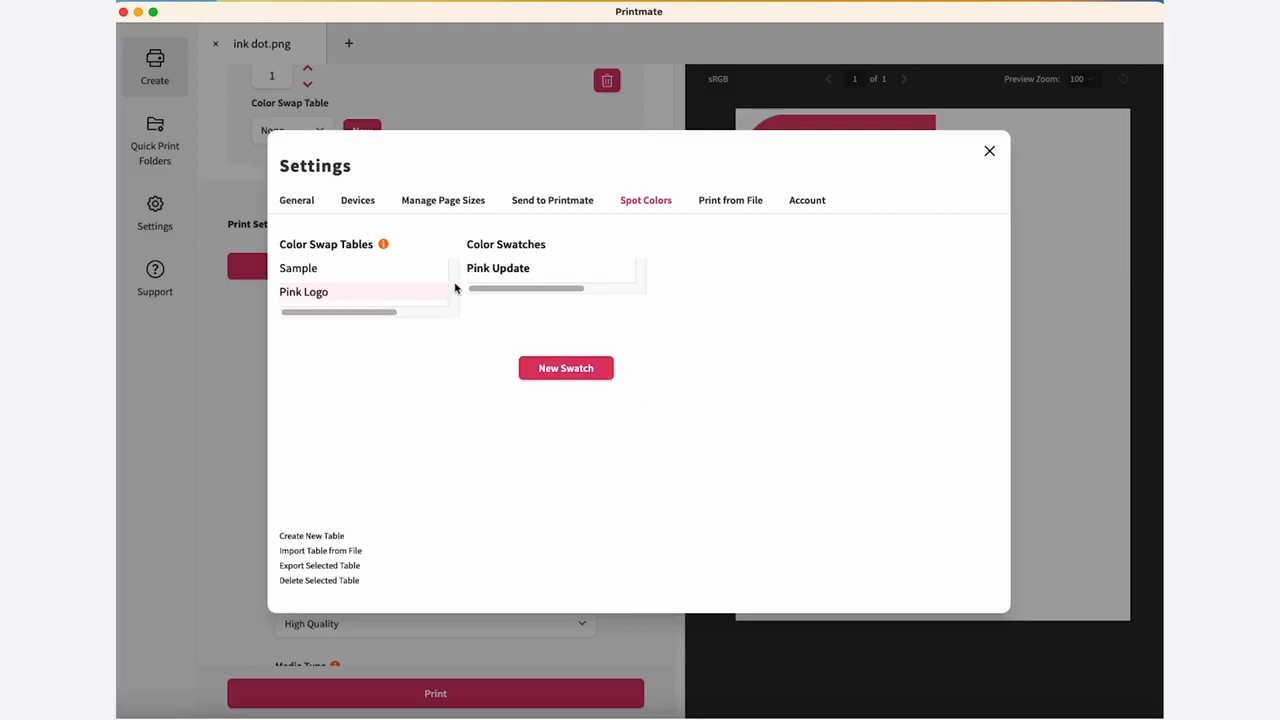 Printmate
ink dot.png
Create
Quick Print
Folders
Settings
Support
1
Color Swap Table
sRGB
1 of 1
Preview Zoom: 100
Settings
General
Devices
Manage Page Sizes
Send to Printmate
Spot Colors
Print from File
Account
Color Swap Tables
Color Swatches
Sample
Pink Update
Pink Logo
New Swatch
Create New Table
Import Table from File
Export Selected Table
Delete Selected Table
High Quality
Media Type
Print